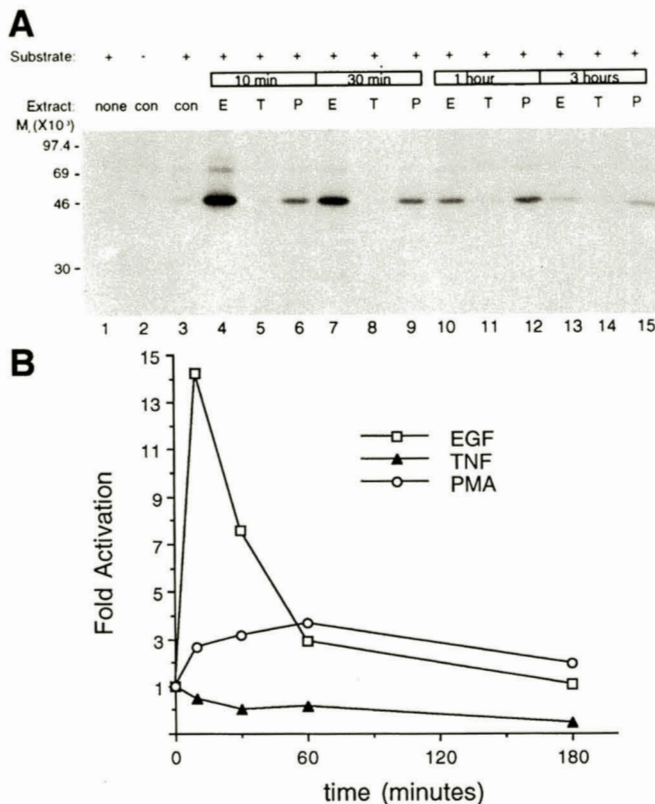 A
Substrate: + - + + + + + + + + + + + + +
10 min 30 min 1 hour 3 hours
Extract: none con con E T P E T P E T P E T P
M, (X10⁻³)
97.4 -
69 -
46 -
30 -
1 2 3 4 5 6 7 8 9 10 11 12 13 14 15
B
15
13
11
9
7
5
3
1
Fold Activation
EGF
TNF
PMA
0 60 120 180
time (minutes)